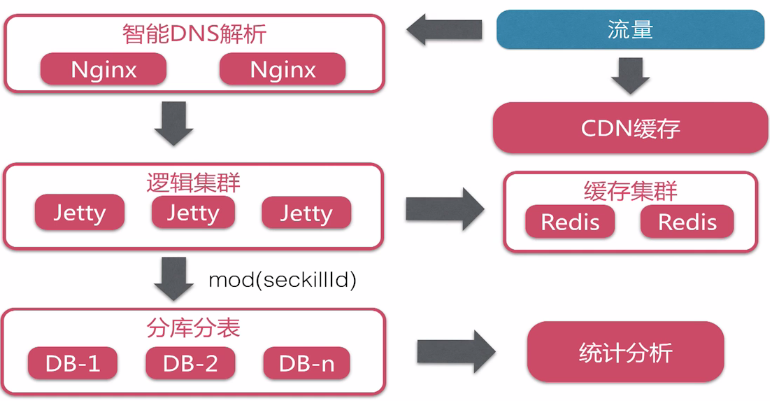 智能DNS解析
流量
Nginx
Nginx
CDN缓存
逻辑集群
缓存集群
Jetty
Jetty
Jetty
Redis
Redis
mod(seckillId)
分库分表
统计分析
DB-1
DB-2
DB-n